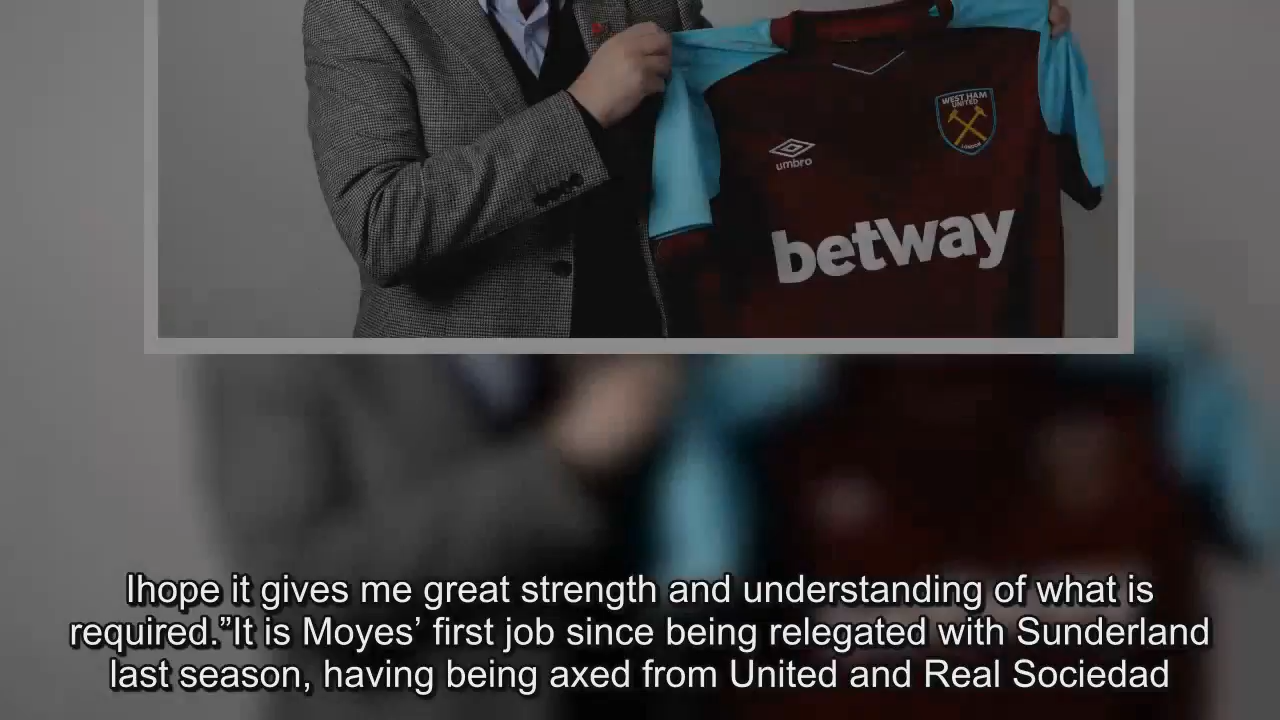 WEST HAM
UNITED
LONDON
umbro
betway
Ihope it gives me great strength and understanding of what is
required.”It is Moyes’ first job since being relegated with Sunderland
last season, having being axed from United and Real Sociedad